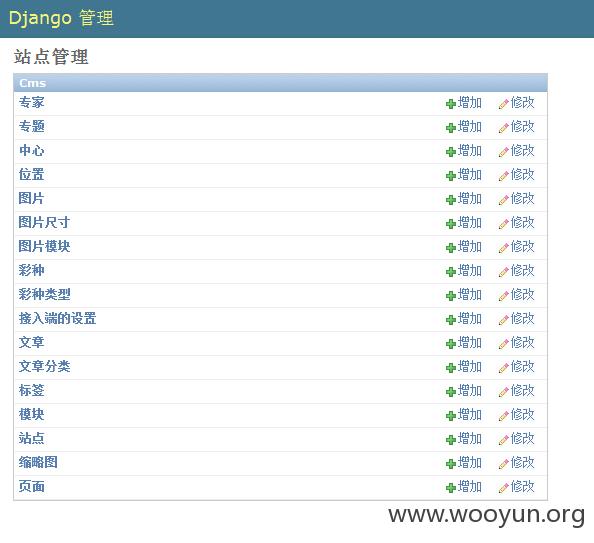 Django 管理
站点管理
Cms
专家 增加 修改
专题 增加 修改
中心 增加 修改
位置 增加 修改
图片 增加 修改
图片尺寸 增加 修改
图片模块 增加 修改
彩种 增加 修改
彩种类型 增加 修改
接入端的设置 增加 修改
文章 增加 修改
文章分类 增加 修改
标签 增加 修改
模块 增加 修改
站点 增加 修改
缩略图 增加 修改
页面 增加 修改
www.wooyun.org